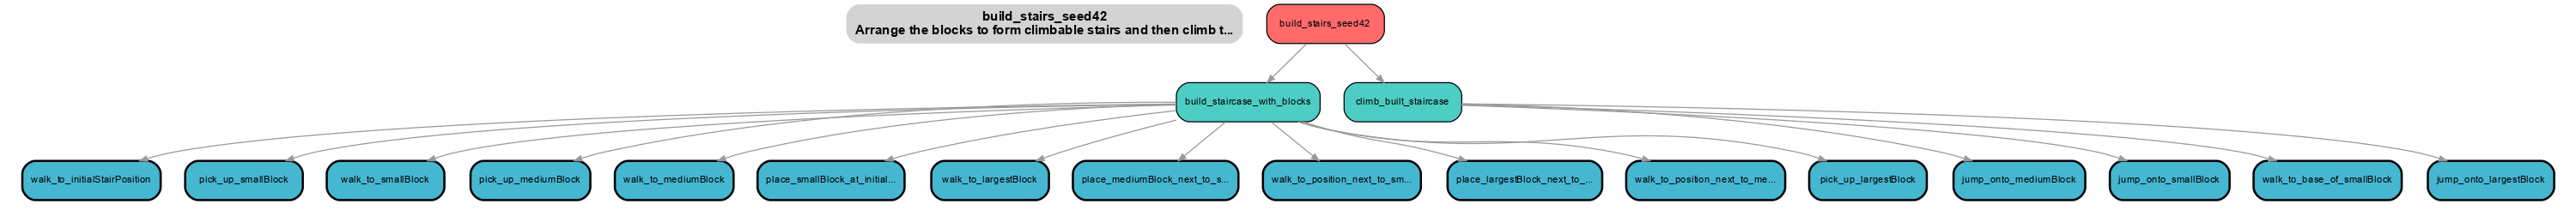 build_stairs_seed42
Arrange the blocks to form climbable stairs and then climb t...
build_stairs_seed42
build_staircase_with_blocks
climb_built_staircase
walk_to_initialStairPosition
pick_up_smallBlock
walk_to_smallBlock
pick_up_mediumBlock
walk_to_mediumBlock
place_smallBlock_at_initial...
walk_to_largestBlock
place_mediumBlock_next_to_s...
walk_to_position_next_to_sm...
place_largestBlock_next_to_...
walk_to_position_next_to_me...
pick_up_largestBlock
jump_onto_mediumBlock
jump_onto_smallBlock
walk_to_base_of_smallBlock
jump_onto_largestBlock